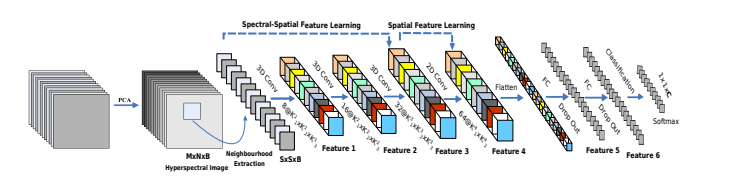 Spectral-Spatial Feature Learning
Spatial Feature Learning
PCA
MxNxB
Hyperspectral Image
Neighbourhood
Extraction
SxSxB
3D Conv
3D Conv
3D Conv
2D Conv
Feature 1
Feature 2
Feature 3
Feature 4
Flatten
FC
Drop Out
FC
Drop Out
Classification
Feature 5
Feature 6
1x1xC
Softmax